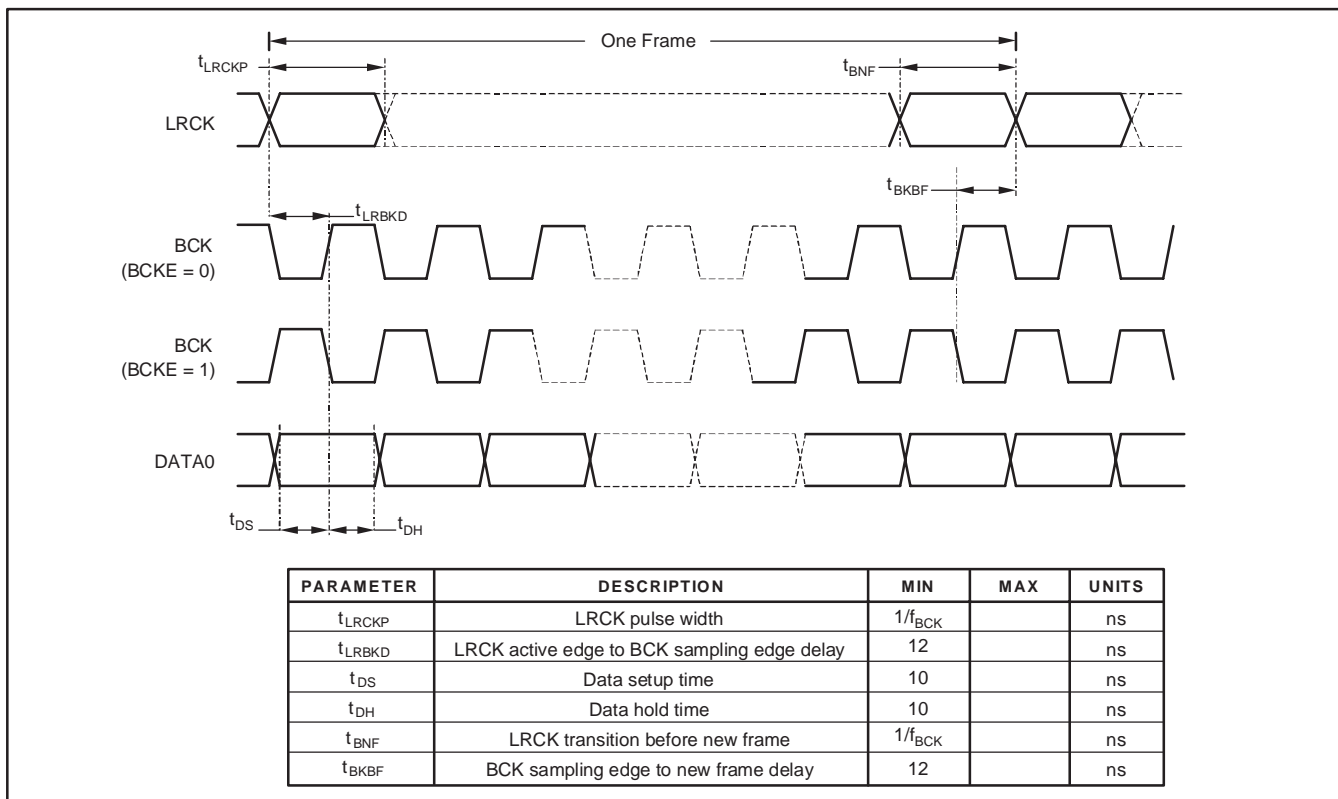 One Frame
tLRCKP
tBNF
LRCK
tBKBF
tLRBKD
BCK
(BCKE = 0)
BCK
(BCKE = 1)
DATA0
tDS
tDH
PARAMETER DESCRIPTION MIN MAX UNITS
tLRCKP LRCK pulse width 1/fBCK ns
tLRBKD LRCK active edge to BCK sampling edge delay 12 ns
tDS Data setup time 10 ns
tDH Data hold time 10 ns
tBNF LRCK transition before new frame 1/fBCK ns
tBKBF BCK sampling edge to new frame delay 12 ns